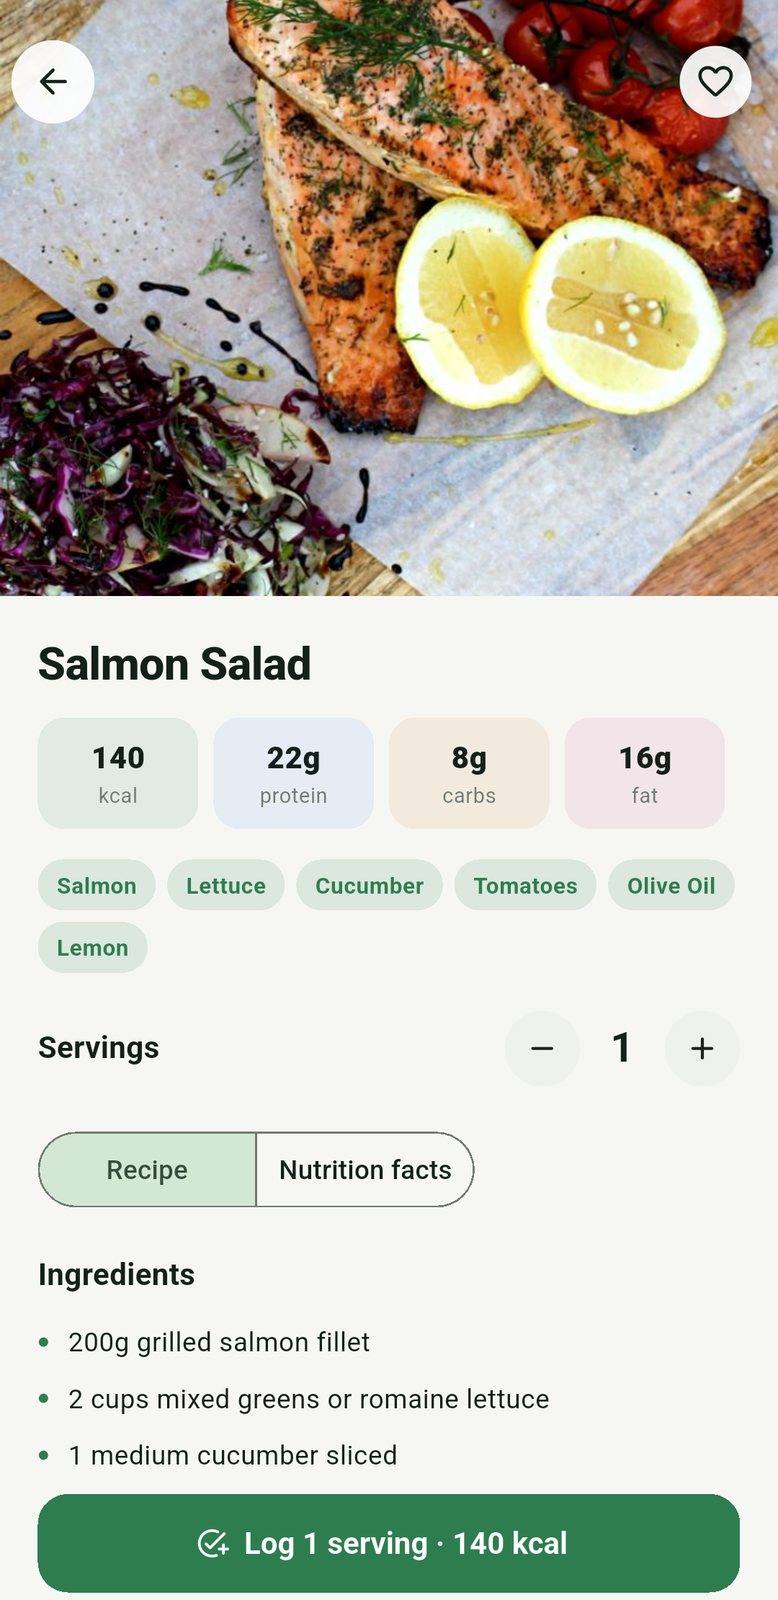 Salmon Salad
140 22g 8g 16g
kcal protein carbs fat
Salmon Lettuce Cucumber Tomatoes Olive Oil
Lemon
Servings 1
Recipe Nutrition facts
Ingredients
• 200g grilled salmon fillet
• 2 cups mixed greens or romaine lettuce
• 1 medium cucumber sliced
Log 1 serving · 140 kcal